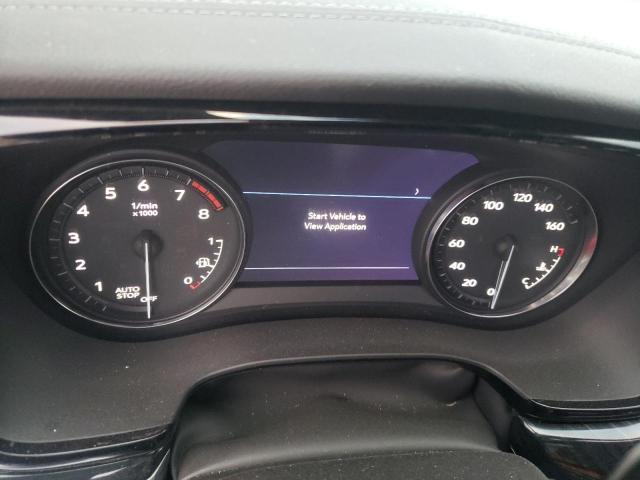 1/min
x1000
1
2
3
4
5
6
7
8
AUTO
STOP
OFF
1
0
>
Start Vehicle to
View Application
0
20
40
60
80
100
120
140
160
H
C